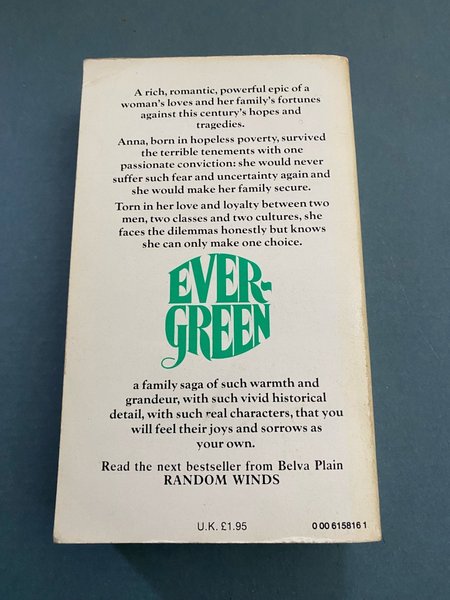 A rich, romantic, powerful epic of a
woman's loves and her family's fortunes
against this century's hopes and
tragedies.
Anna, born in hopeless poverty, survived
the terrible tenements with one
passionate conviction: she would never
suffer such fear and uncertainty again and
she would make her family secure.
Torn in her love and loyalty between two
men, two classes and two cultures, she
faces the dilemmas honestly but knows
she can only make one choice.
EVER-
GREEN
a family saga of such warmth and
grandeur, with such vivid historical
detail, with such real characters, that you
will feel their joys and sorrows as
your own.
Read the next bestseller from Belva Plain
RANDOM WINDS
U.K. £1.95
0 00 615816 1